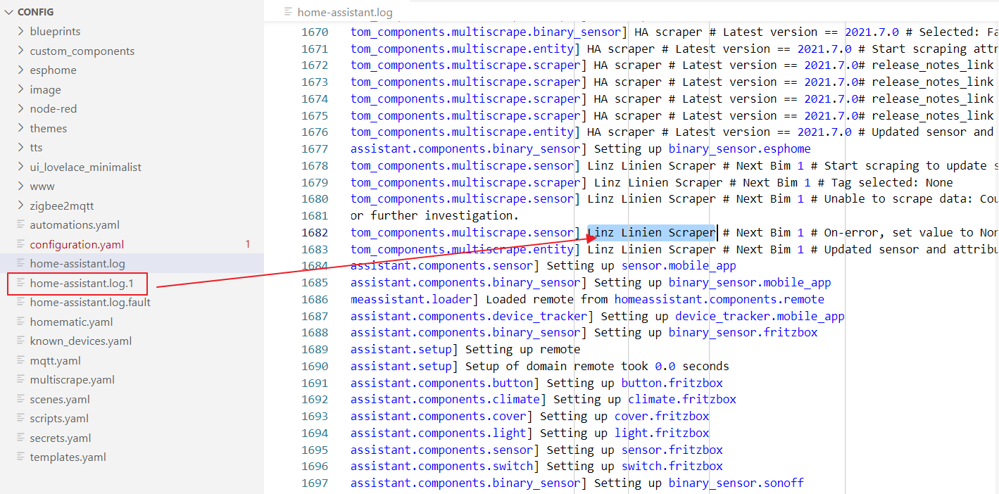 CONFIG
blueprints
custom_components
esphome
image
node-red
themes
tts
ui_lovelace_minimalist
www
zigbee2mqtt
automations.yaml
configuration.yaml 1
home-assistant.log
home-assistant.log.1
home-assistant.log.fault
homematic.yaml
known_devices.yaml
mqtt.yaml
multiscrape.yaml
scenes.yaml
scripts.yaml
secrets.yaml
templates.yaml
home-assistant.log
1670 tom_components.multiscrape.binary_sensor] HA scraper # Latest version == 2021.7.0 # Selected: Fa
1671 tom_components.multiscrape.entity] HA scraper # Latest version == 2021.7.0 # Start scraping attr
1672 tom_components.multiscrape.scraper] HA scraper # Latest version == 2021.7.0# release_notes_link
1673 tom_components.multiscrape.scraper] HA scraper # Latest version == 2021.7.0# release_notes_link
1674 tom_components.multiscrape.scraper] HA scraper # Latest version == 2021.7.0# release_notes_link
1675 tom_components.multiscrape.scraper] HA scraper # Latest version == 2021.7.0# release_notes_link
1676 tom_components.multiscrape.entity] HA scraper # Latest version == 2021.7.0 # Updated sensor and
1677 assistant.components.binary_sensor] Setting up binary_sensor.esphome
1678 tom_components.multiscrape.sensor] Linz Linien Scraper # Next Bim 1 # Start scraping to update s
1679 tom_components.multiscrape.scraper] Linz Linien Scraper # Next Bim 1 # Tag selected: None
1680 tom_components.multiscrape.sensor] Linz Linien Scraper # Next Bim 1 # Unable to scrape data: Cou
1681 or further investigation.
1682 tom_components.multiscrape.sensor] Linz Linien Scraper # Next Bim 1 # On-error, set value to Non
1683 tom_components.multiscrape.entity] Linz Linien Scraper # Next Bim 1 # Updated sensor and attribu
1684 assistant.components.sensor] Setting up sensor.mobile_app
1685 assistant.components.binary_sensor] Setting up binary_sensor.mobile_app
1686 meassistant.loader] Loaded remote from homeassistant.components.remote
1687 assistant.components.device_tracker] Setting up device_tracker.mobile_app
1688 assistant.components.binary_sensor] Setting up binary_sensor.fritzbox
1689 assistant.setup] Setting up remote
1690 assistant.setup] Setup of domain remote took 0.0 seconds
1691 assistant.components.button] Setting up button.fritzbox
1692 assistant.components.climate] Setting up climate.fritzbox
1693 assistant.components.cover] Setting up cover.fritzbox
1694 assistant.components.light] Setting up light.fritzbox
1695 assistant.components.sensor] Setting up sensor.fritzbox
1696 assistant.components.switch] Setting up switch.fritzbox
1697 assistant.components.binary_sensor] Setting up binary_sensor.sonoff